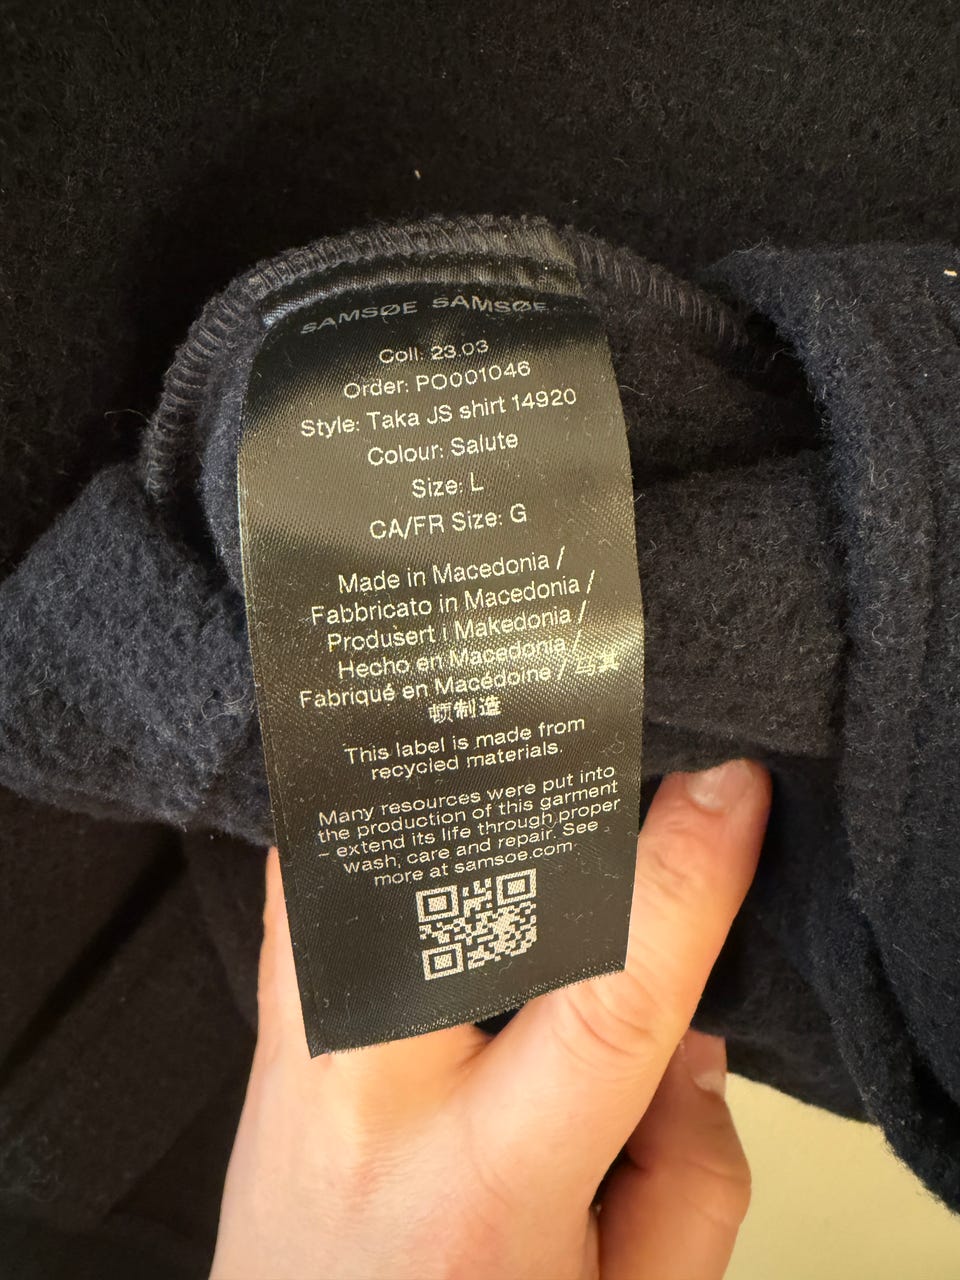 SAMSØE SAMSØE
Coll: 23.03
Order: PO001046
Style: Taka JS shirt 14920
Colour: Salute
Size: L
CA/FR Size: G
Made in Macedonia /
Fabbricato in Macedonia /
Produsert i Makedonia /
Hecho en Macedonia /
Fabriqué en Macédoine / 马其
顿制造
This label is made from
recycled materials.
Many resources were put into
the production of this garment
– extend its life through proper
wash, care and repair. See
more at samsoe.com